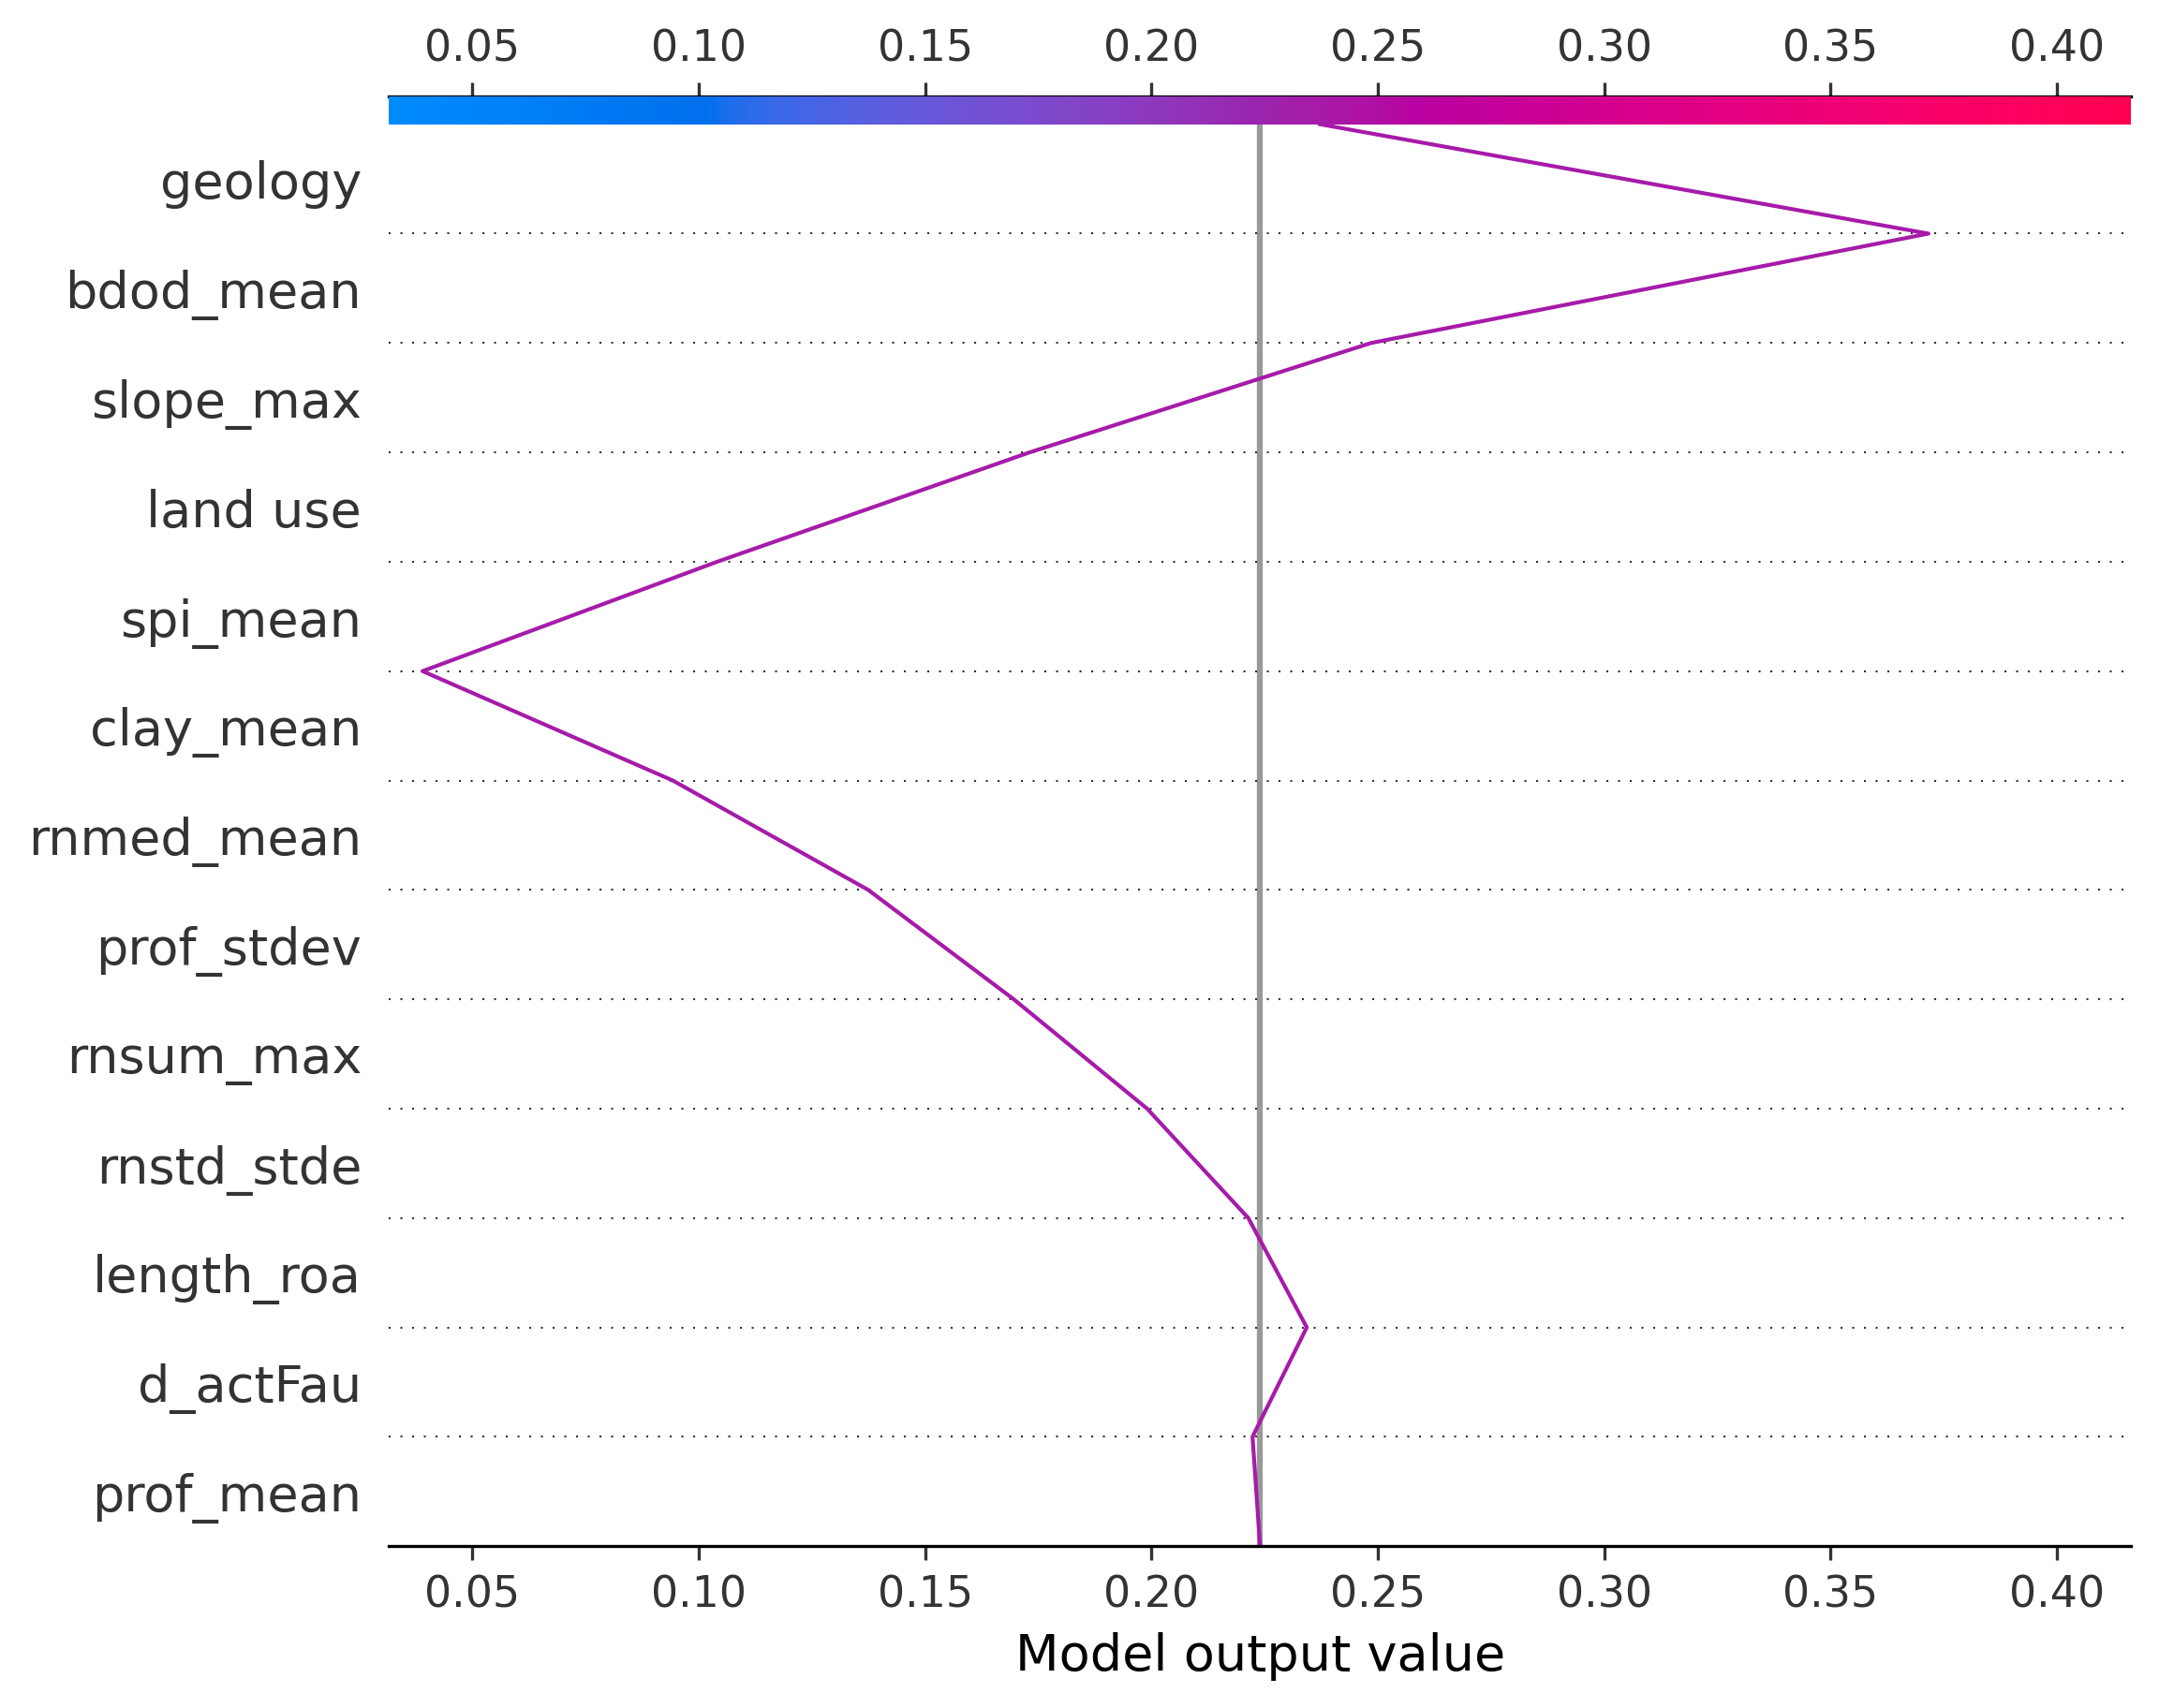 0.05 0.10 0.15 0.20 0.25 0.30 0.35 0.40
geology
bdod_mean
slope_max
land use
spi_mean
clay_mean
rnmed_mean
prof_stdev
rnsum_max
rnstd_stde
length_roa
d_actFau
prof_mean
0.05 0.10 0.15 0.20 0.25 0.30 0.35 0.40
Model output value